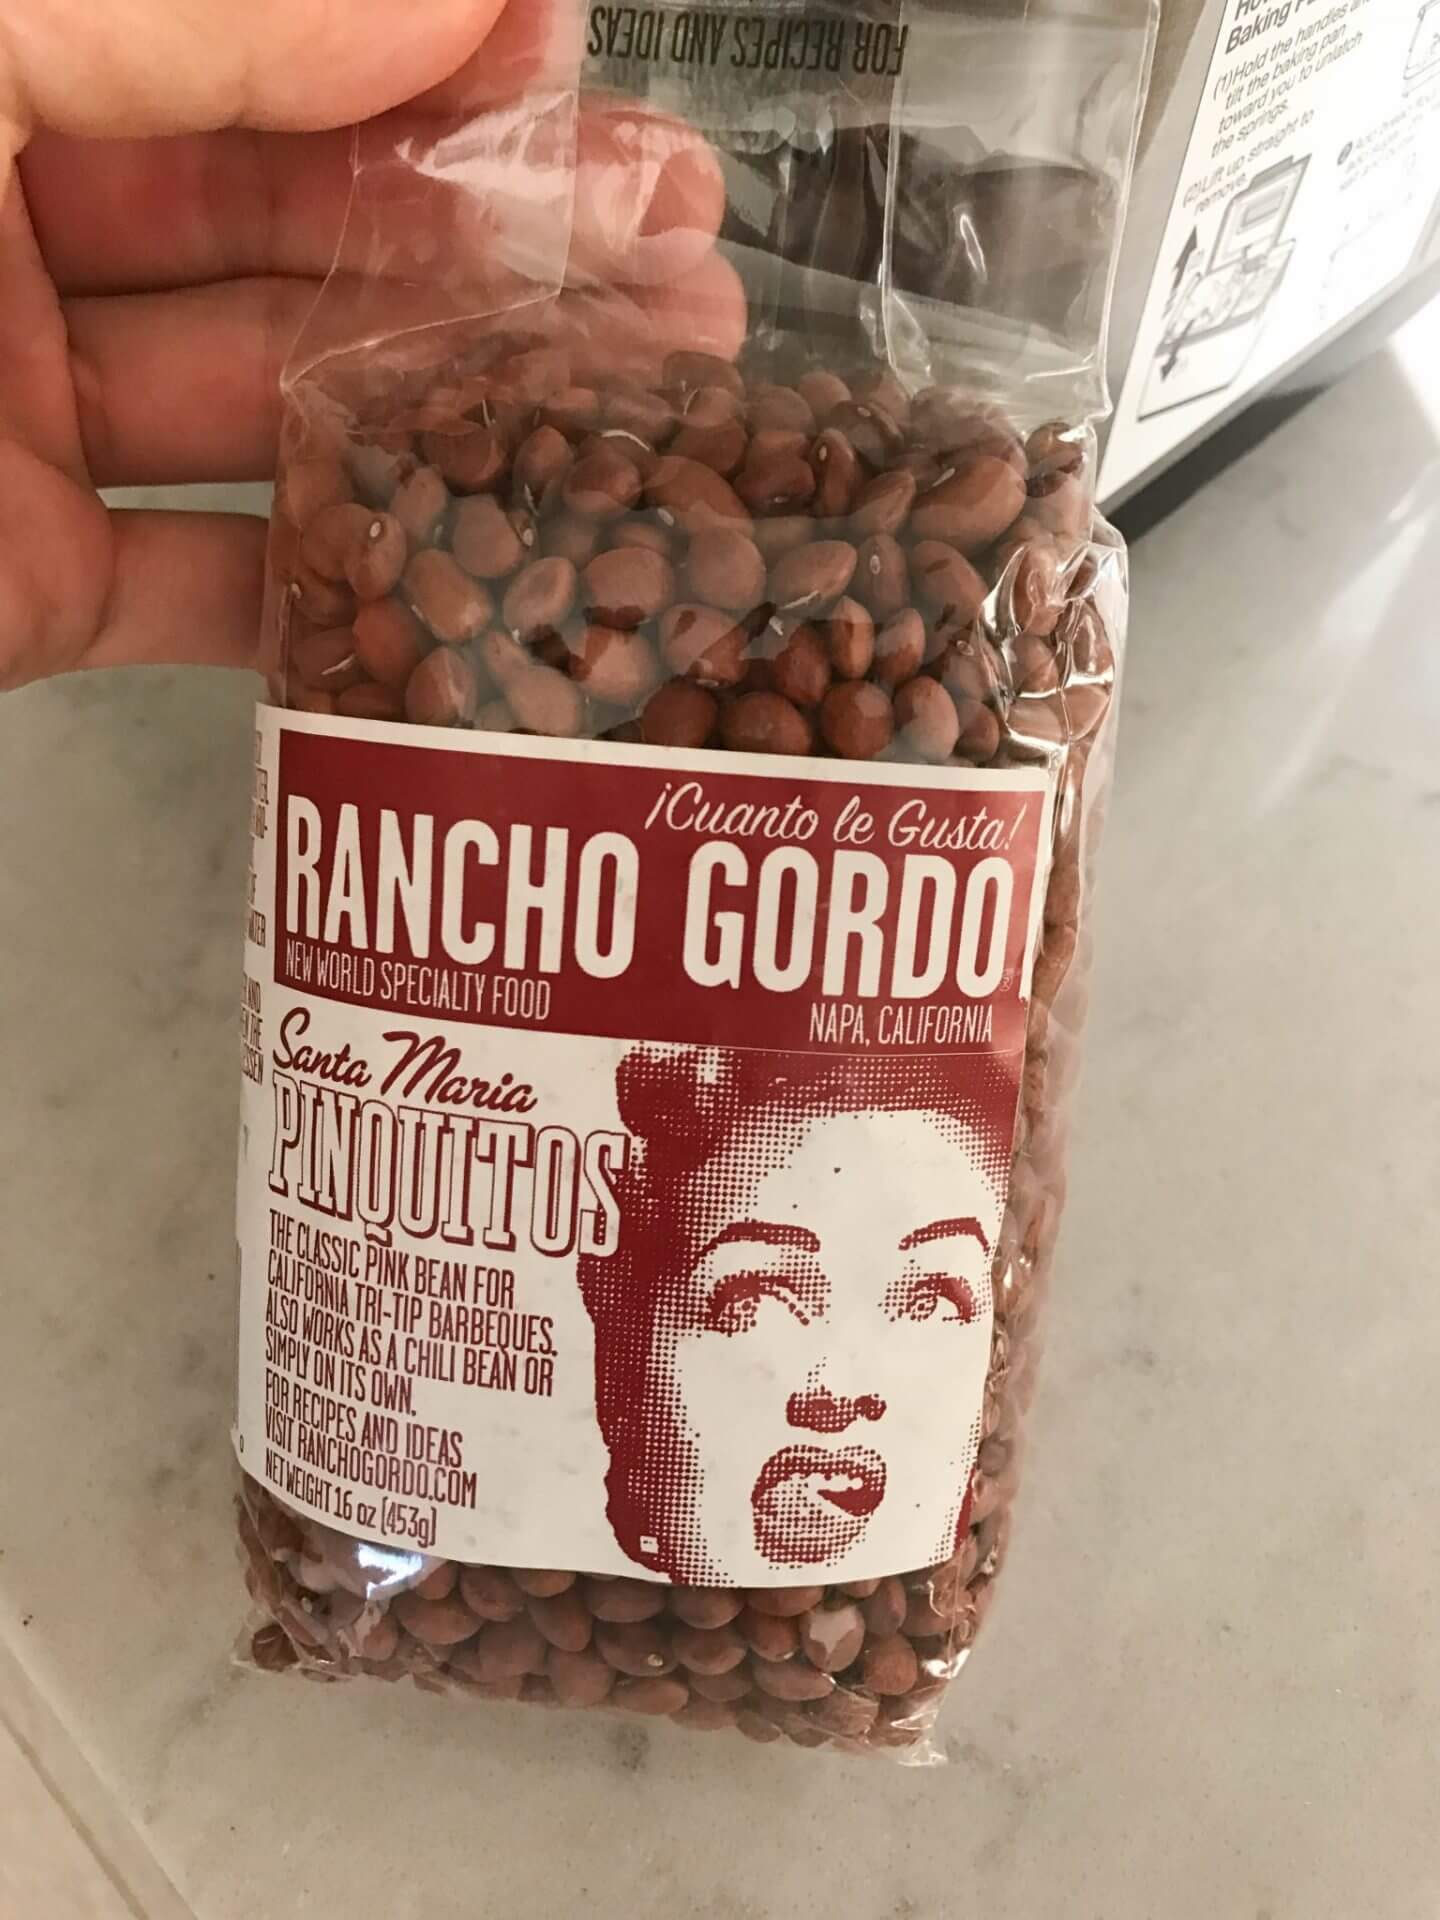 FOR RECIPES AND IDEAS
¡Cuanto le Gusta!
RANCHO GORDO
NEW WORLD SPECIALTY FOOD
NAPA, CALIFORNIA
Santa Maria
PINQUITOS
THE CLASSIC PINK BEAN FOR
CALIFORNIA TRI-TIP BARBEQUES.
ALSO WORKS AS A CHILI BEAN OR
SIMPLY ON ITS OWN.
FOR RECIPES AND IDEAS
VISIT RANCHOGORDO.COM
NET WEIGHT 16 oz (453g)
Baking
(1) Hold the handles
tilt the baking pan
toward you to unlatch
the springs.
(2) Lift up straight to
remove.